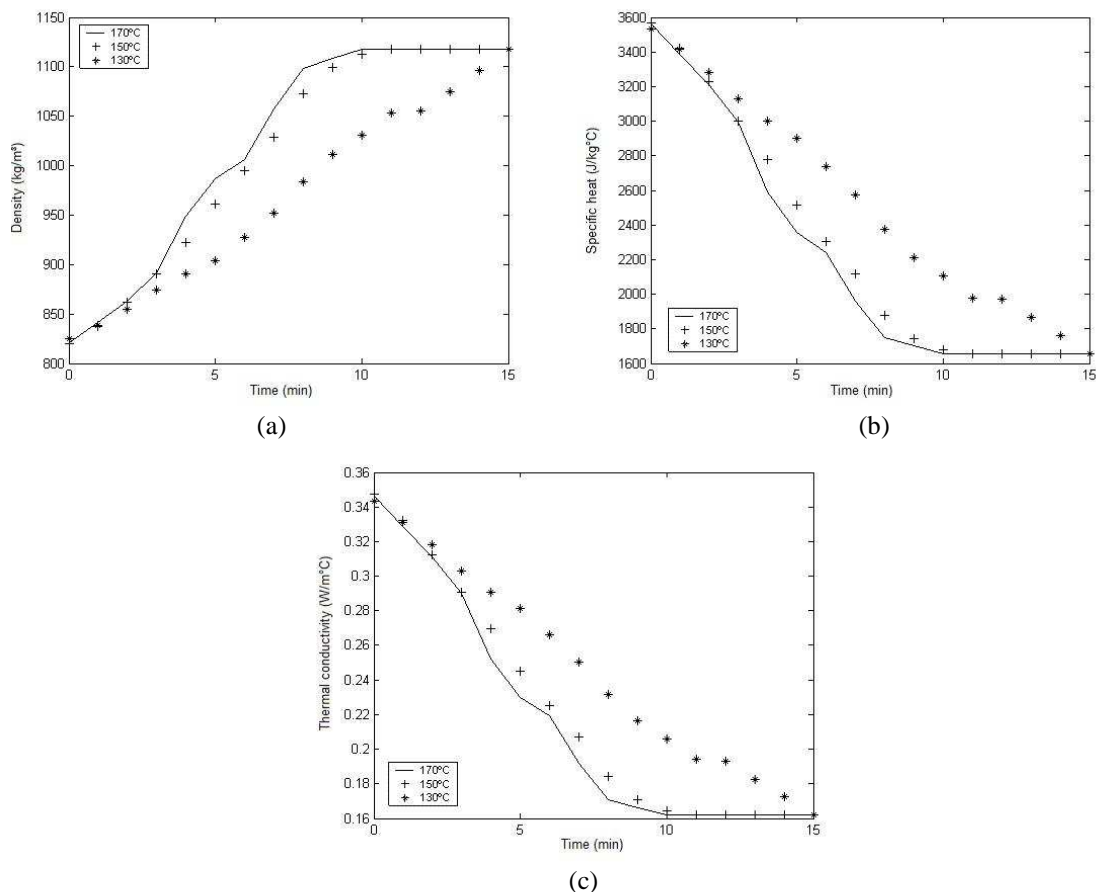 1150
1100
1050
1000
950
900
850
800
Density (kg/m³)
170ºC
150ºC
130ºC
0
5
10
15
Time (min)
(a)
3600
3400
3200
3000
2800
2600
2400
2200
2000
1800
1600
Specific heat (J/kg°C)
170ºC
150ºC
130ºC
0
5
10
15
Time (min)
(b)
0.36
0.34
0.32
0.3
0.28
0.26
0.24
0.22
0.2
0.18
0.16
Thermal conductivity (W/m°C)
170ºC
150ºC
130ºC
0
5
10
15
Time (min)
(c)